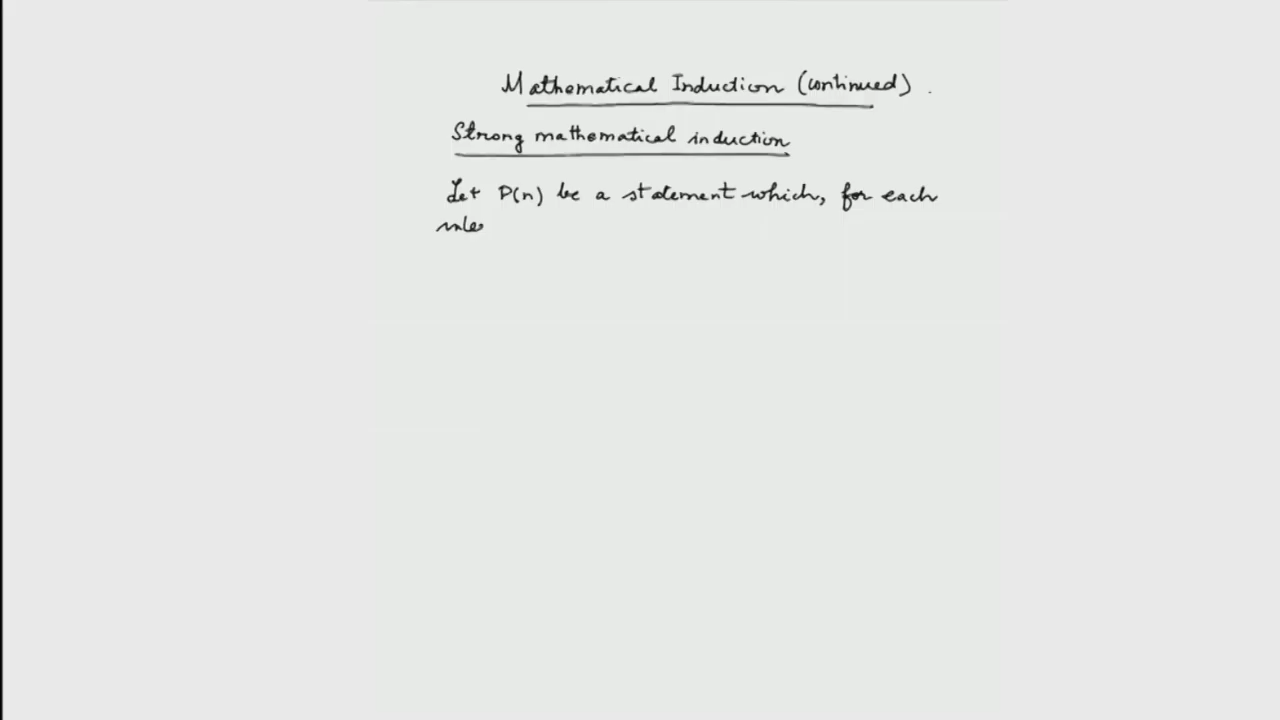 Mathematical Induction (continued).
Strong mathematical induction
Let P(n) be a statement which, for each